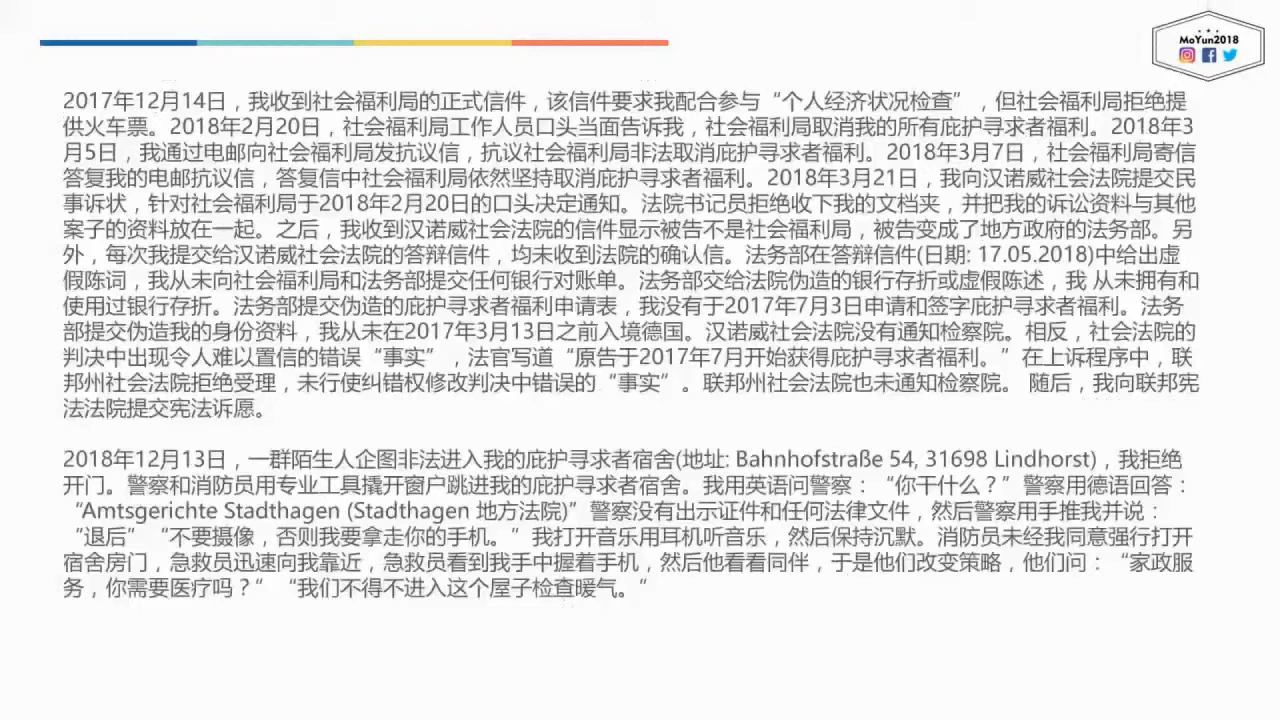 MoYun2018
2017年12月14日，我收到社会福利局的正式信件，该信件要求我配合参与“个人经济状况检查”，但社会福利局拒绝提
供火车票。2018年2月20日，社会福利局工作人员口头当面告诉我，社会福利局取消我的所有庇护寻求者福利。2018年3
月5日，我通过电邮向社会福利局发抗议信，抗议社会福利局非法取消庇护寻求者福利。2018年3月7日，社会福利局寄信
答复我的电邮抗议信，答复信中社会福利局依然坚持取消庇护寻求者福利。2018年3月21日，我向汉诺威社会法院提交民
事诉状，针对社会福利局于2018年2月20日的口头决定通知。法院书记员拒绝收下我的文档夹，并把我的诉讼资料与其他
案子的资料放在一起。之后，我收到汉诺威社会法院的信件显示被告不是社会福利局，被告变成了地方政府的法务部。另
外，每次我提交给汉诺威社会法院的答辩信件，均未收到法院的确认信。法务部在答辩信件(日期: 17.05.2018)中给出虚
假陈词，我从未向社会福利局和法务部提交任何银行对账单。法务部交给法院伪造的银行存折或虚假陈述，我 从未拥有和
使用过银行存折。法务部提交伪造的庇护寻求者福利申请表，我没有于2017年7月3日申请和签字庇护寻求者福利。法务
部提交伪造我的身份资料，我从未在2017年3月13日之前入境德国。汉诺威社会法院没有通知检察院。相反，社会法院的
判决中出现令人难以置信的错误“事实”，法官写道“原告于2017年7月开始获得庇护寻求者福利。”在上诉程序中，联
邦州社会法院拒绝受理，未行使纠错权修改判决中错误的“事实”。联邦州社会法院也未通知检察院。 随后，我向联邦宪
法法院提交宪法诉愿。
2018年12月13日，一群陌生人企图非法进入我的庇护寻求者宿舍(地址: Bahnhofstraße 54, 31698 Lindhorst)，我拒绝
开门。警察和消防员用专业工具撬开窗户跳进我的庇护寻求者宿舍。我用英语问警察：“你干什么？”警察用德语回答：
“Amtsgerichte Stadthagen (Stadthagen 地方法院)”警察没有出示证件和任何法律文件，然后警察用手推我并说：
“退后”“不要摄像，否则我要拿走你的手机。”我打开音乐用耳机听音乐，然后保持沉默。消防员未经我同意强行打开
宿舍房门，急救员迅速向我靠近，急救员看到我手中握着手机，然后他看看同伴，于是他们改变策略，他们问：“家政服
务，你需要医疗吗？”“我们不得不进入这个屋子检查暖气。”